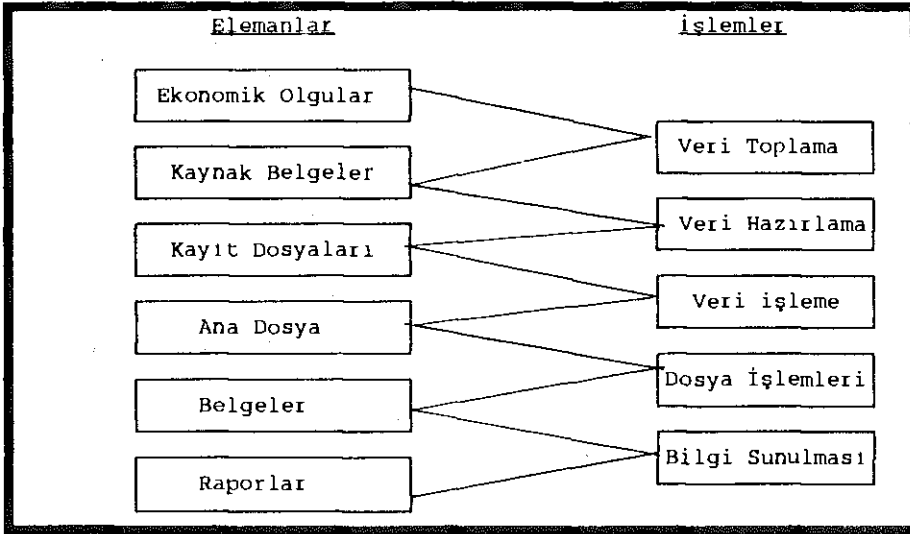 Elemanlar
İşlemler
Ekonomik Olgular
Kaynak Belgeler
Kayıt Dosyaları
Ana Dosya
Belgeler
Raporlar
Veri Toplama
Veri Hazırlama
Veri işleme
Dosya İşlemleri
Bilgi Sunulması